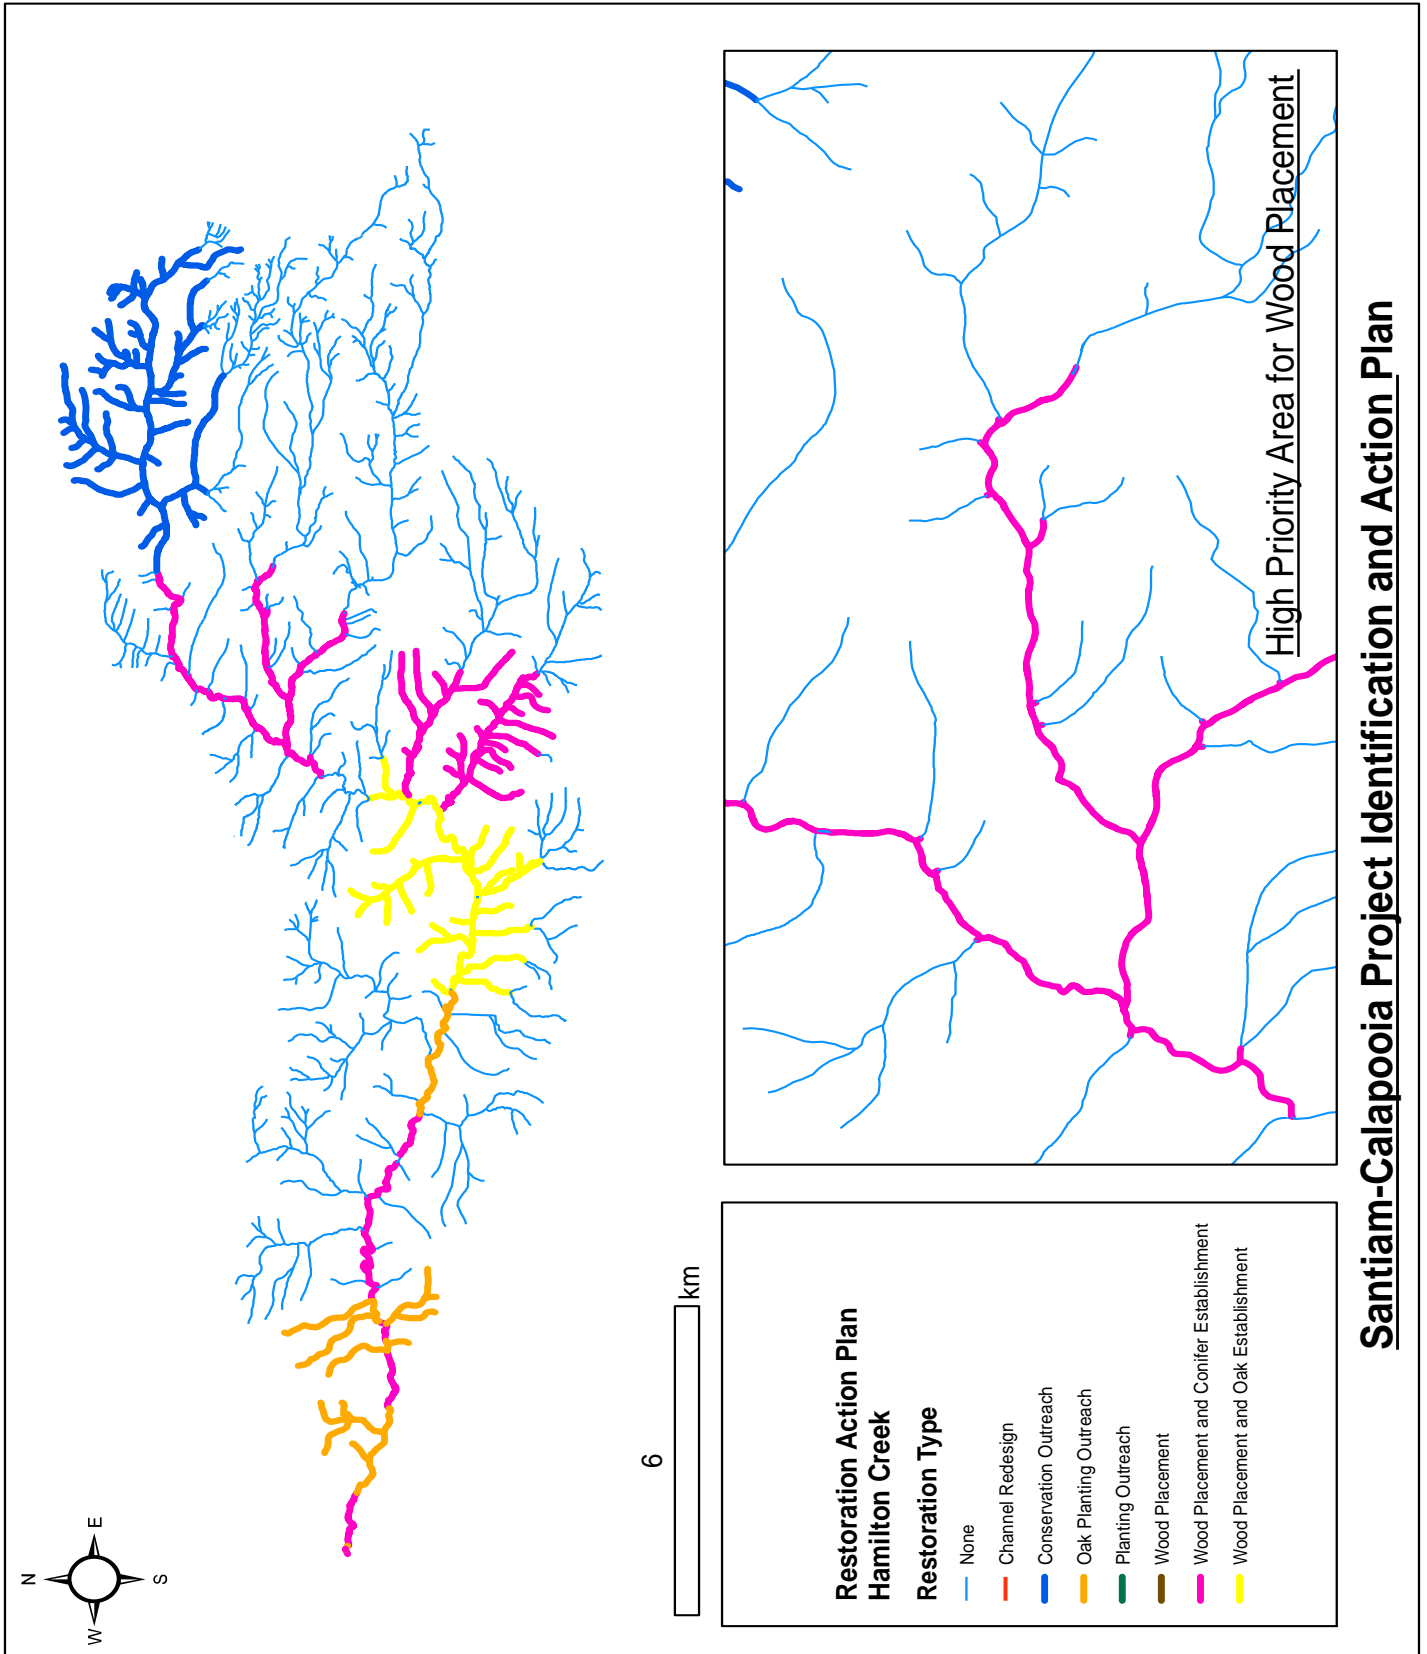 Santiam-Calapooia Project Identification and Action Plan
High Priority Area for Wood Placement
N
W
E
S
6
km
Restoration Action Plan
Hamilton Creek
Restoration Type
None
Channel Redesign
Conservation Outreach
Oak Planting Outreach
Planting Outreach
Wood Placement
Wood Placement and Conifer Establishment
Wood Placement and Oak Establishment